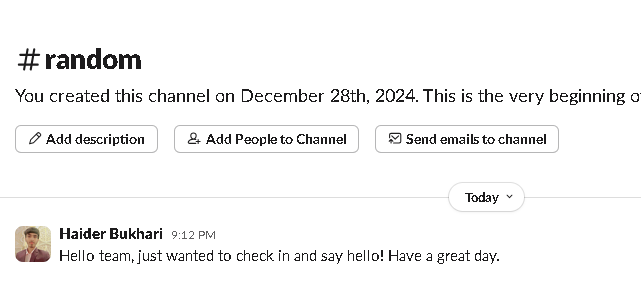 #random
You created this channel on December 28th, 2024. This is the very beginning o
Add description Add People to Channel Send emails to channel
Today
Haider Bukhari 9:12 PM
Hello team, just wanted to check in and say hello! Have a great day.